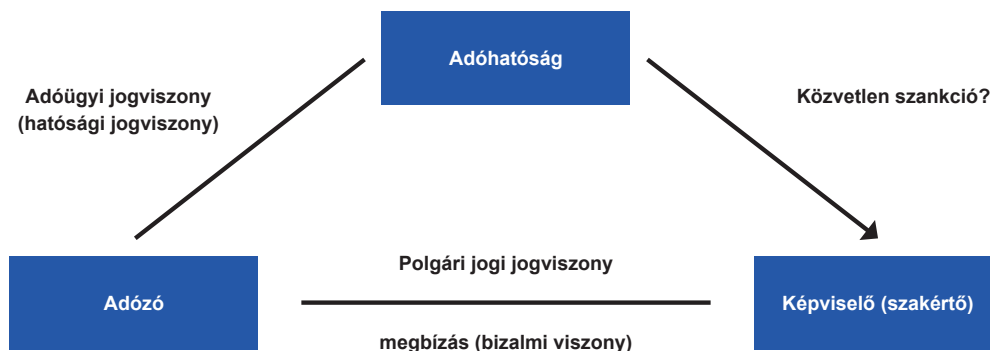 Adóhatóság
Adóügyi jogviszony
(hatósági jogviszony)
Közvetlen szankció?
Polgári jogi jogviszony
Adózó
Képviselő (szakértő)
megbízás (bizalmi viszony)